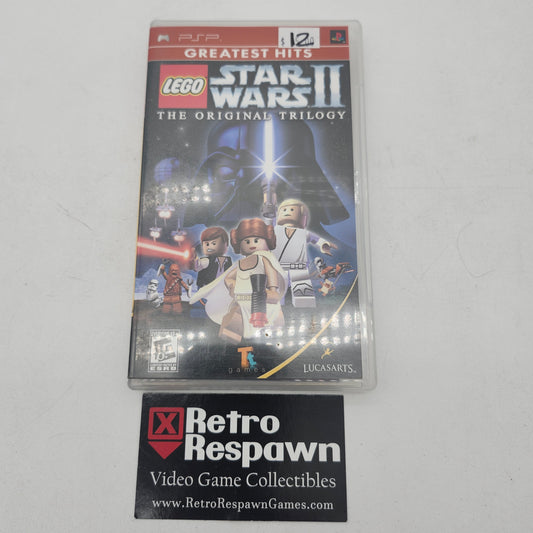 PSP
$ 12.00
GREATEST HITS
LEGO STAR WARS II
THE ORIGINAL TRILOGY
ESRB
Tt games
LUCASARTS
Retro
Respawn
Video Game Collectibles
www.RetroRespawnGames.com